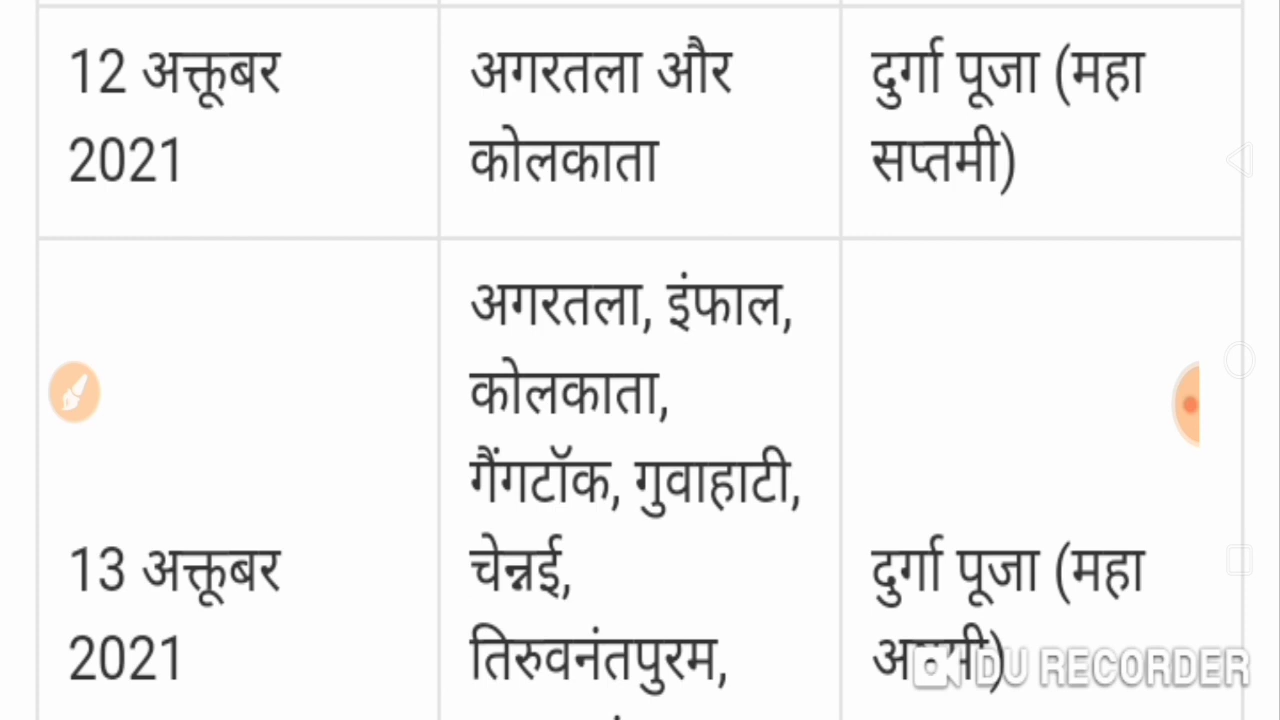 12 अक्तूबर
2021
अगरतला और
कोलकाता
दुर्गा पूजा (महा
सप्तमी)
13 अक्तूबर
2021
अगरतला, इंफाल,
कोलकाता,
गैंगटॉक, गुवाहाटी,
चेन्नई,
तिरुवनंतपुरम,
दुर्गा पूजा (महा
DU RECORDER